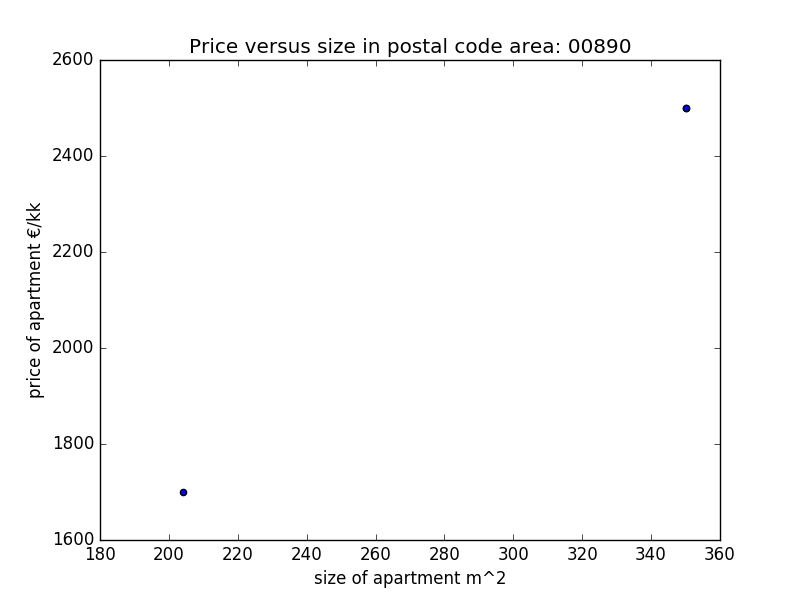 Price versus size in postal code area: 00890
2600
2400
2200
2000
1800
1600
price of apartment €/kk
180 200 220 240 260 280 300 320 340 360
size of apartment m^2